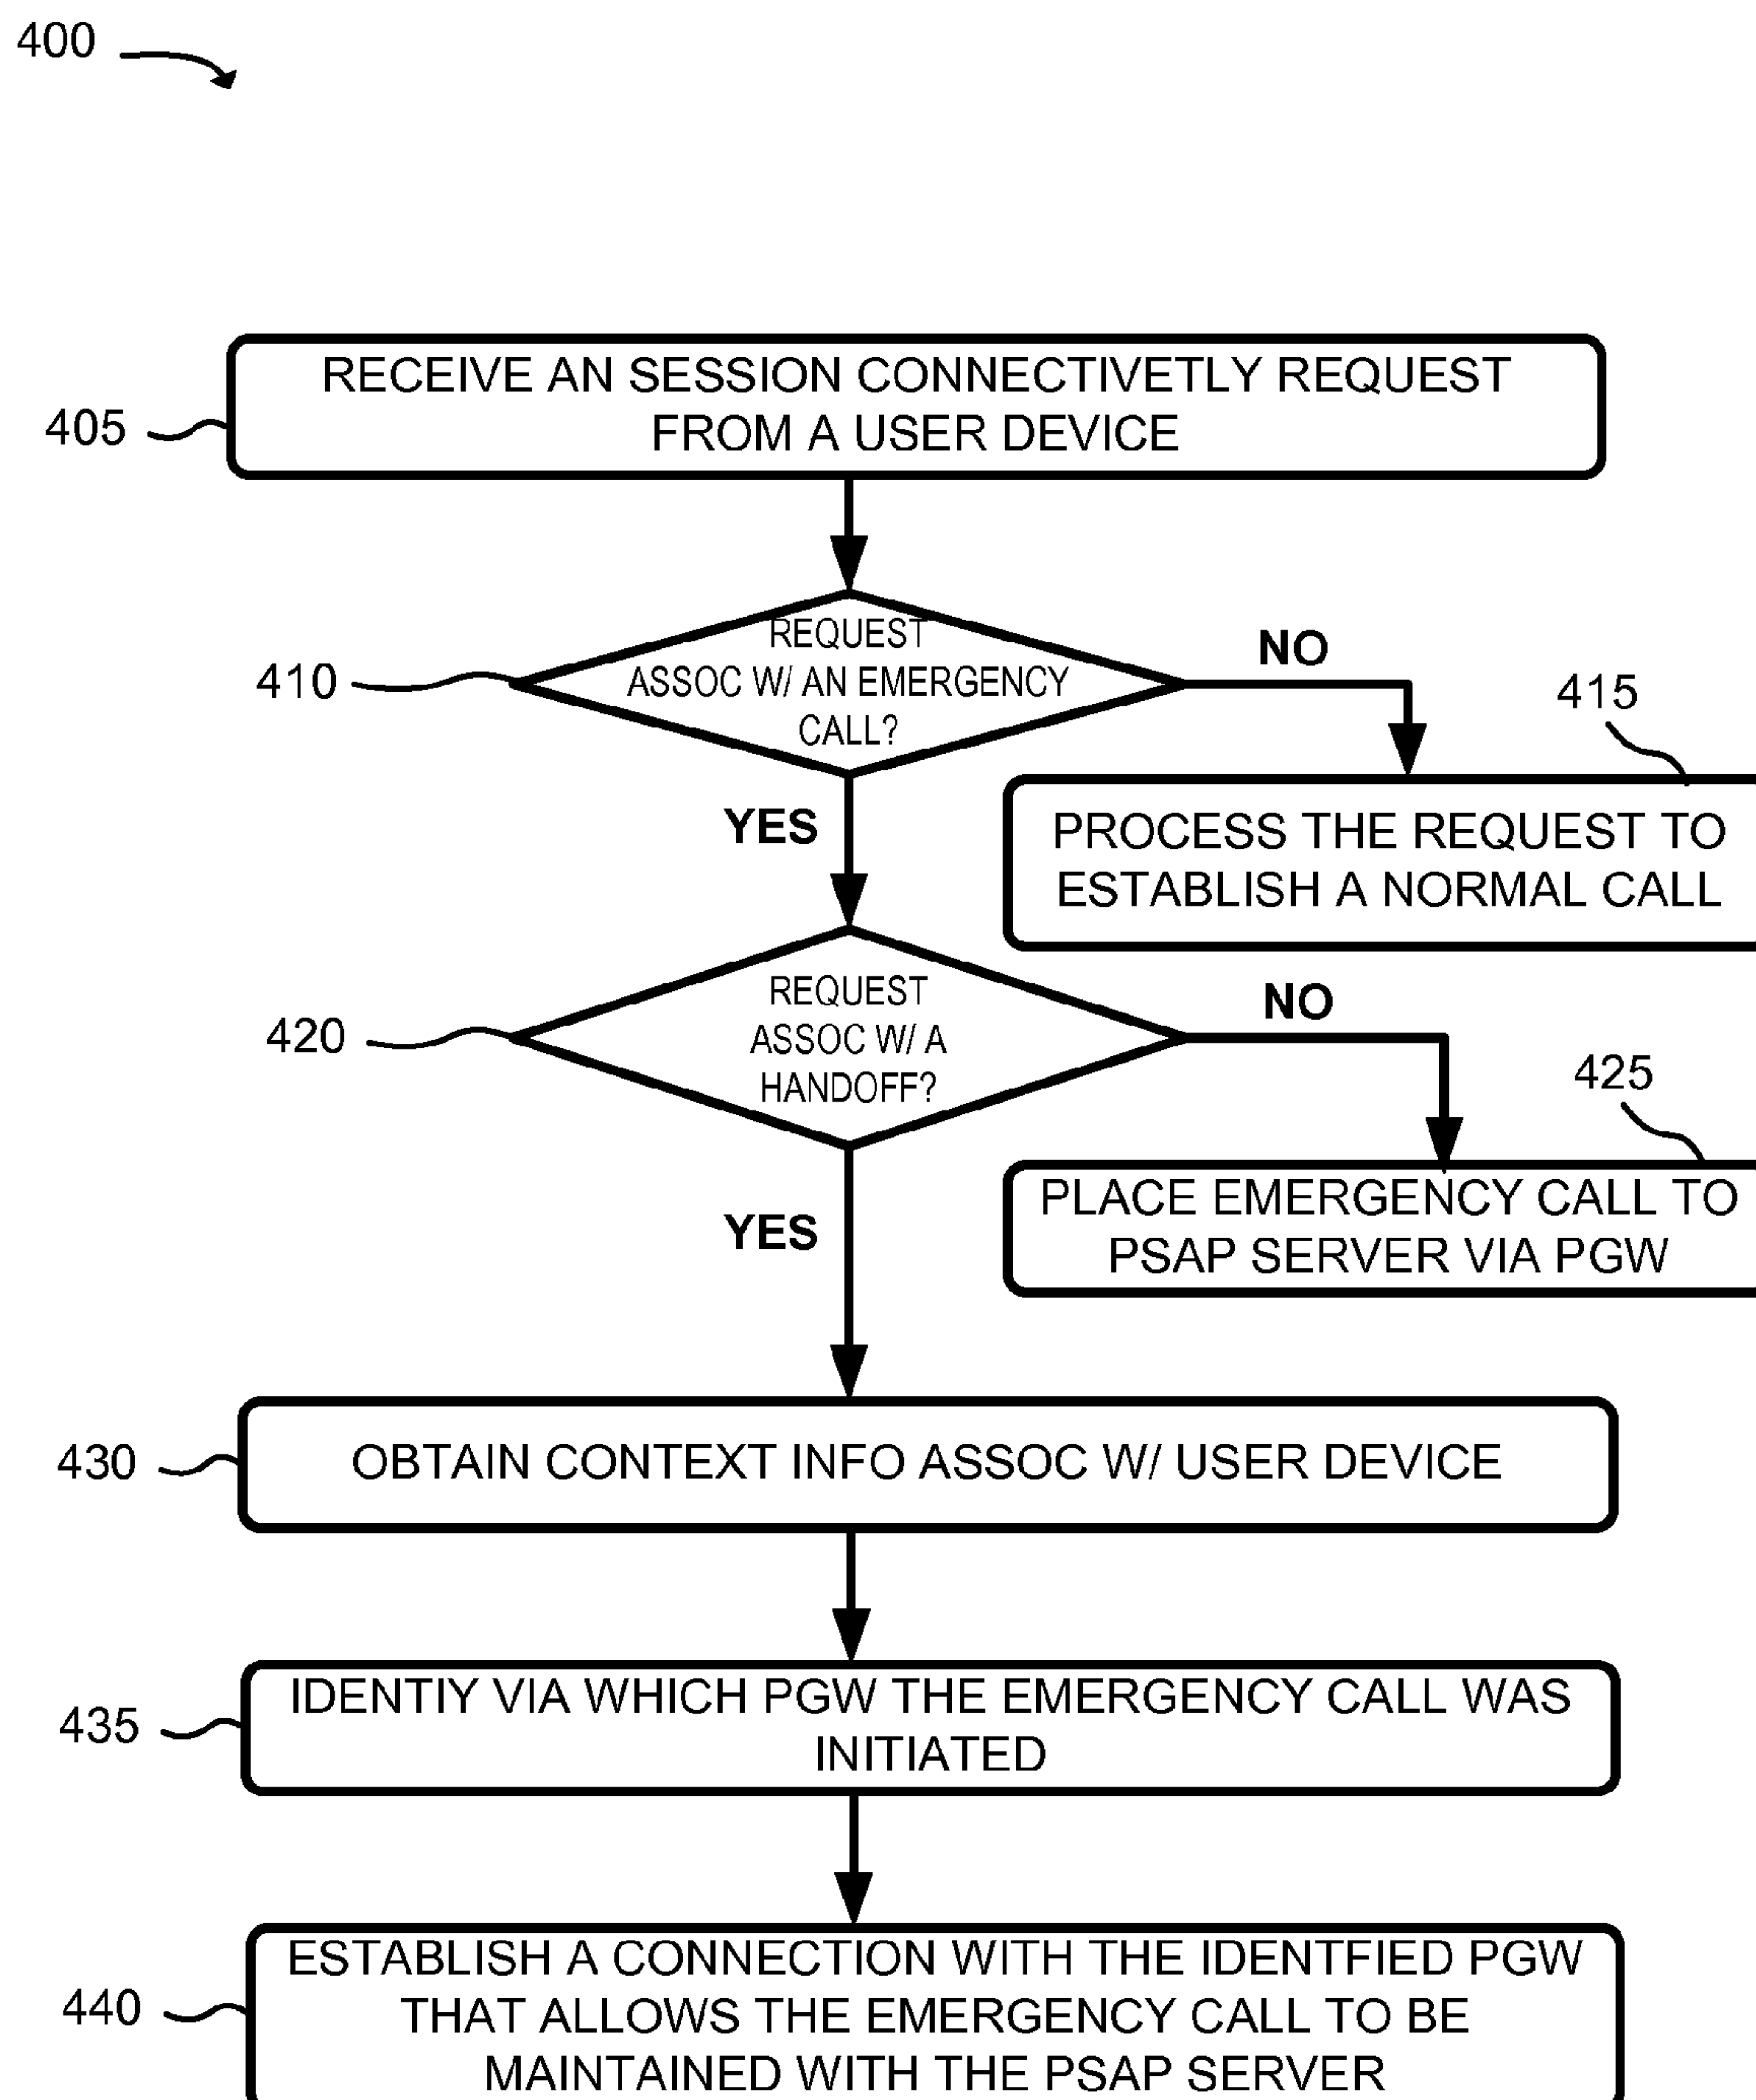 400
RECEIVE AN SESSION CONNECTIVETLY REQUEST
FROM A USER DEVICE
405
REQUEST
ASSOC W/ AN EMERGENCY
CALL?
410
NO
415
PROCESS THE REQUEST TO
ESTABLISH A NORMAL CALL
YES
REQUEST
ASSOC W/ A
HANDOFF?
420
NO
425
PLACE EMERGENCY CALL TO
PSAP SERVER VIA PGW
YES
430
OBTAIN CONTEXT INFO ASSOC W/ USER DEVICE
435
IDENTIY VIA WHICH PGW THE EMERGENCY CALL WAS
INITIATED
440
ESTABLISH A CONNECTION WITH THE IDENTFIED PGW
THAT ALLOWS THE EMERGENCY CALL TO BE
MAINTAINED WITH THE PSAP SERVER